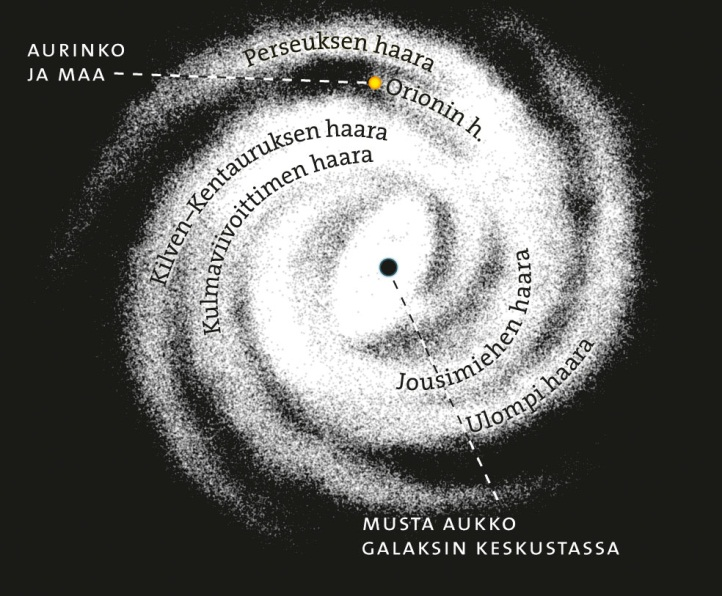 AURINKO
JA MAA
Perseuksen haara
Orionin h.
Kilven–Kentauruksen haara
Kulmaviivoittimen haara
Jousimiehen haara
Ulompi haara
MUSTA AUKKO
GALAKSIN KESKUSTASSA